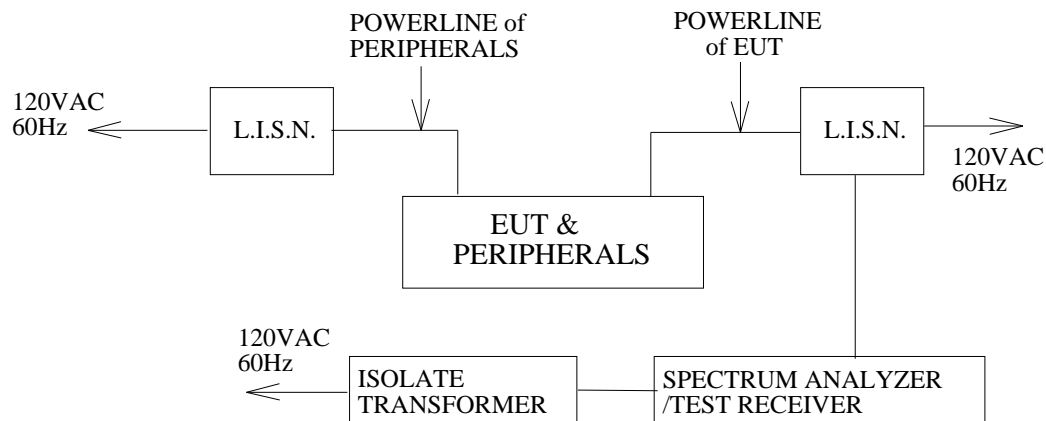 POWERLINE of
PERIPHERALS
POWERLINE
of EUT
120VAC
60Hz
L.I.S.N.
L.I.S.N.
120VAC
60Hz
EUT &
PERIPHERALS
120VAC
60Hz
ISOLATE
TRANSFORMER
SPECTRUM ANALYZER
/TEST RECEIVER